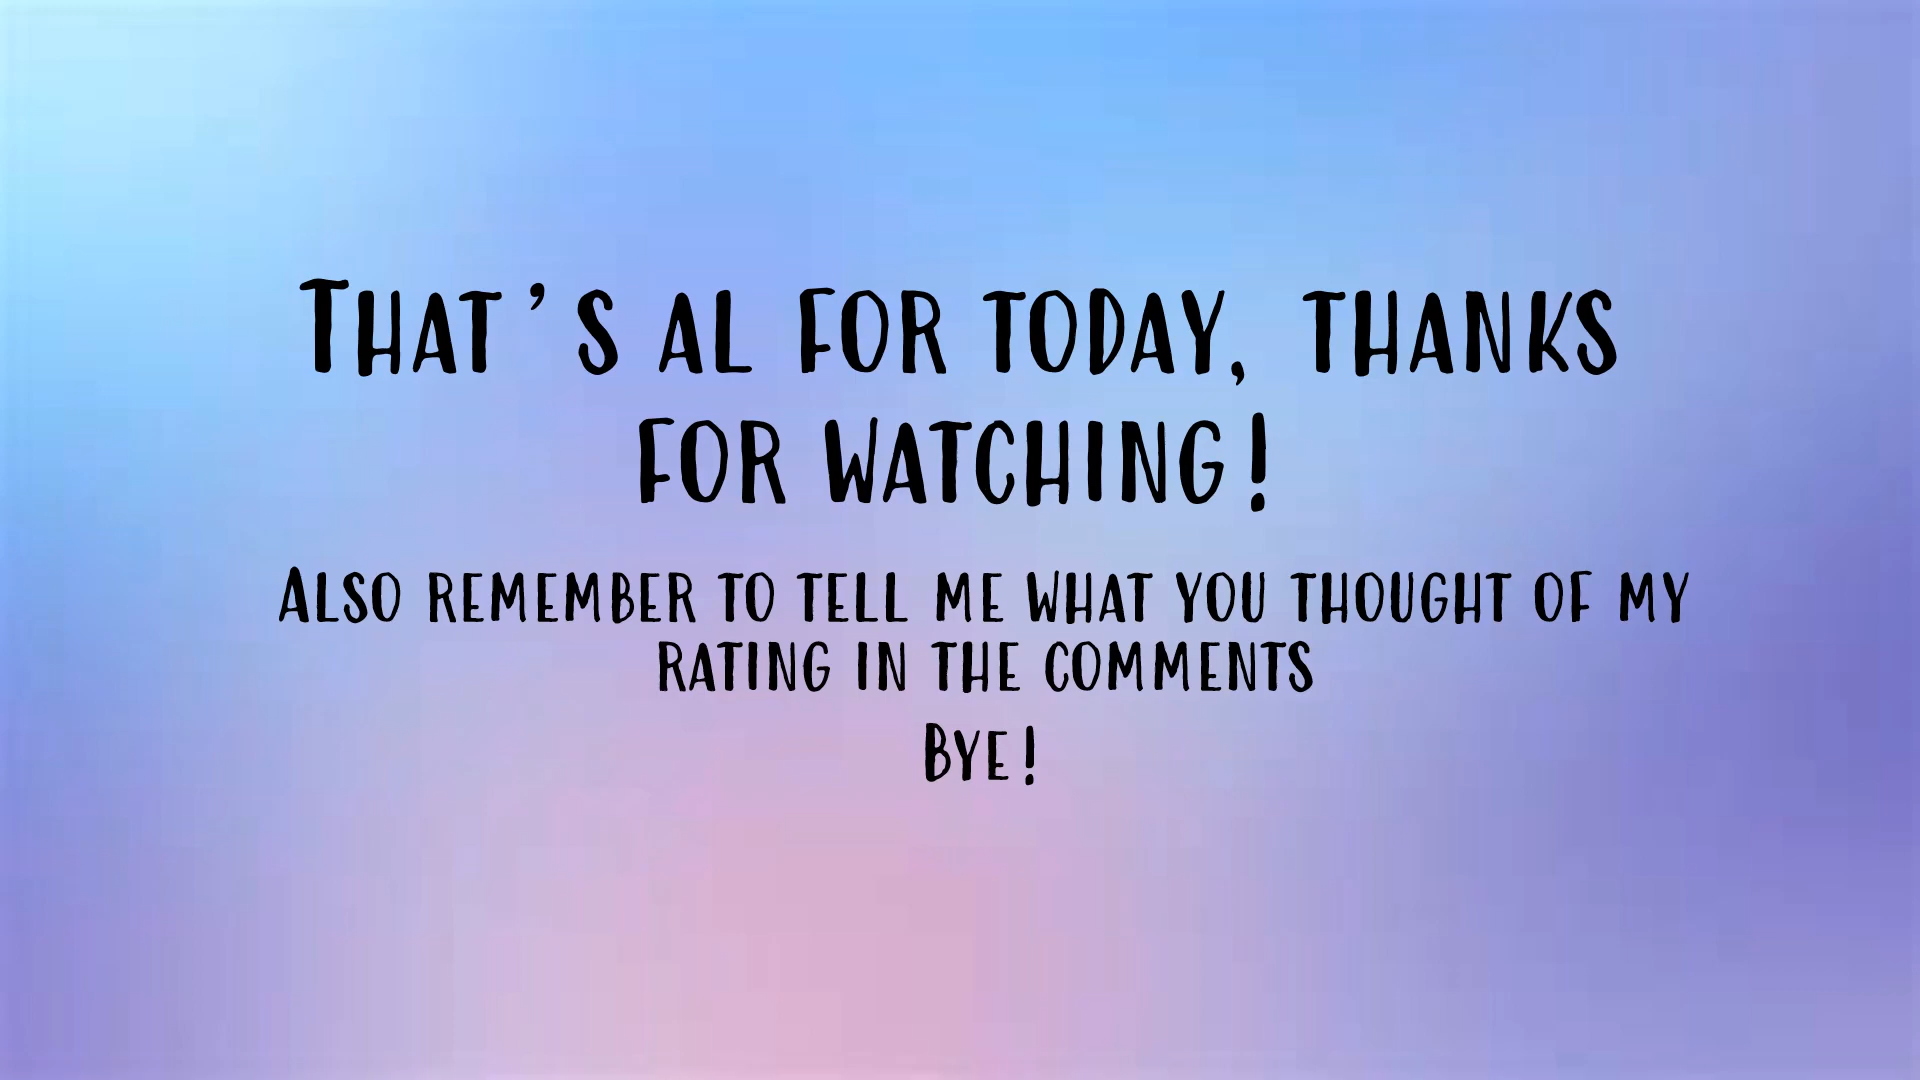 That's al for today, thanks
for watching!
Also remember to tell me what you thought of my
rating in the comments
Bye!